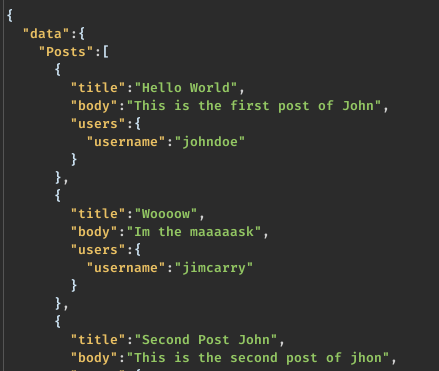 {
"data":{
"Posts":[
{
"title":"Hello World",
"body":"This is the first post of John",
"users":{
"username":"johndoe"
}
},
{
"title":"Woooow",
"body":"Im the maaaaask",
"users":{
"username":"jimcarry"
}
},
{
"title":"Second Post John",
"body":"This is the second post of jhon",